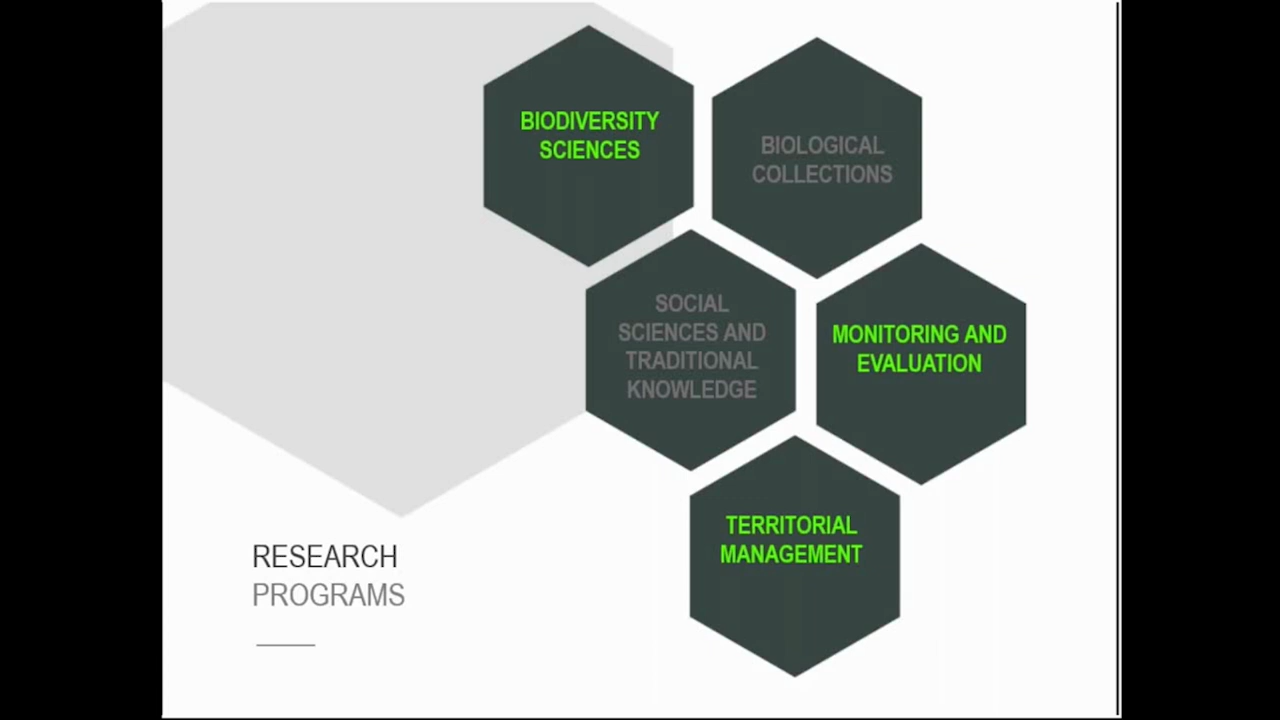 BIODIVERSITY
SCIENCES
BIOLOGICAL
COLLECTIONS
SOCIAL
SCIENCES AND
TRADITIONAL
KNOWLEDGE
MONITORING AND
EVALUATION
TERRITORIAL
MANAGEMENT
RESEARCH
PROGRAMS